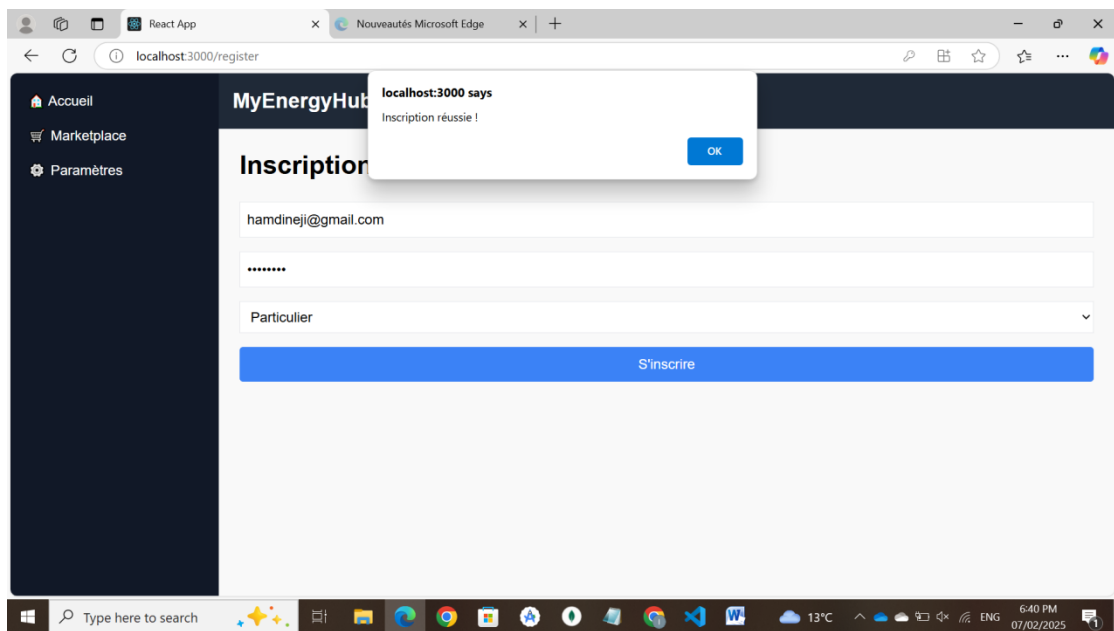 React App
Nouveautés Microsoft Edge
localhost:3000/register
Accueil
Marketplace
Paramètres
MyEnergyHub
localhost:3000 says
Inscription réussie !
OK
Inscription
hamdineji@gmail.com
••••••••
Particulier
S'inscrire
Type here to search
13°C
ENG
6:40 PM
07/02/2025
1